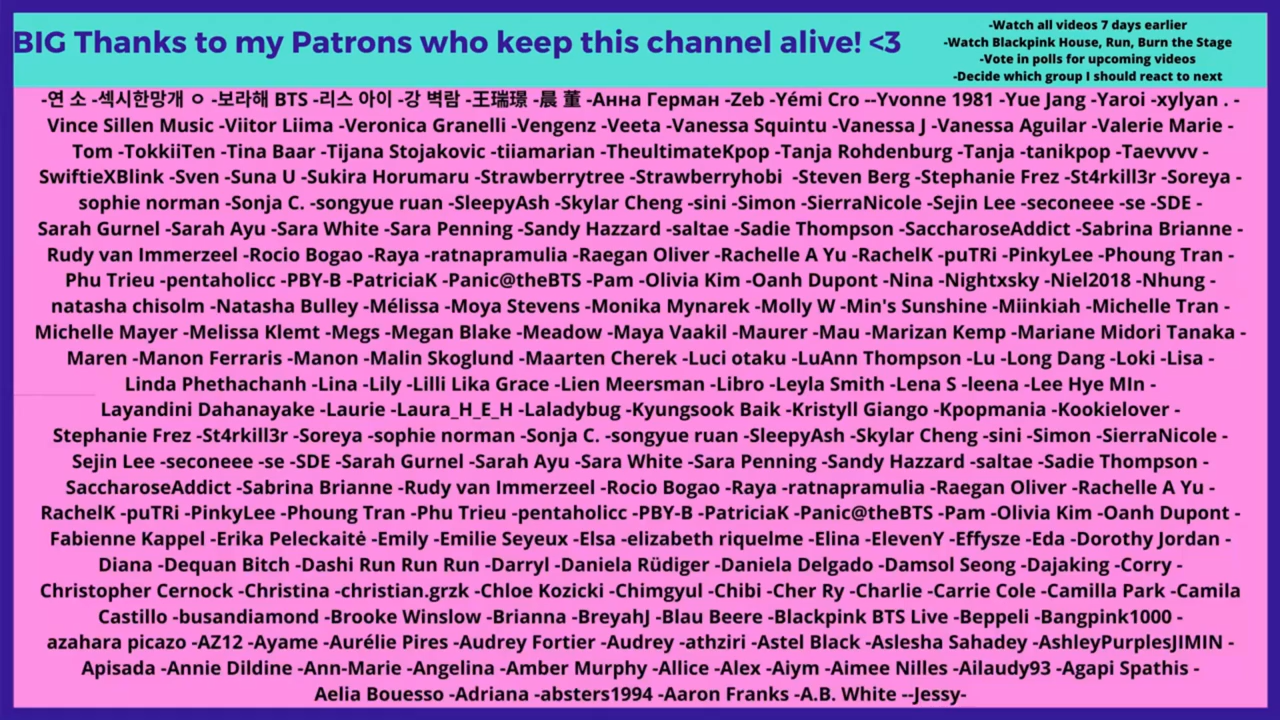 BIG Thanks to my Patrons who keep this channel alive! <3
-Watch all videos 7 days earlier
-Watch Blackpink House, Run, Burn the Stage
-Vote in polls for upcoming videos
-Decide which group I should react to next
-연 소 -섹시한망개 ㅇ -보라해 BTS -리스 아이 -강 벽람 -王瑞璟 -晨 董 -Анна Герман -Zeb -Yémi Cro --Yvonne 1981 -Yue Jang -Yaroi -xylyan . -
Vince Sillen Music -Viitor Liima -Veronica Granelli -Vengenz -Veeta -Vanessa Squintu -Vanessa J -Vanessa Aguilar -Valerie Marie -
Tom -TokkiiTen -Tina Baar -Tijana Stojakovic -tiiamarian -TheultimateKpop -Tanja Rohdenburg -Tanja -tanikpop -Taevvvv -
SwiftieXBlink -Sven -Suna U -Sukira Horumaru -Strawberrytree -Strawberryhobi -Steven Berg -Stephanie Frez -St4rkill3r -Soreya -
sophie norman -Sonja C. -songyue ruan -SleepyAsh -Skylar Cheng -sini -Simon -SierraNicole -Sejin Lee -seconeee -se -SDE -
Sarah Gurnel -Sarah Ayu -Sara White -Sara Penning -Sandy Hazzard -saltae -Sadie Thompson -SaccharoseAddict -Sabrina Brianne -
Rudy van Immerzeel -Rocio Bogao -Raya -ratnapramulia -Raegan Oliver -Rachelle A Yu -RachelK -puTRi -PinkyLee -Phoung Tran -
Phu Trieu -pentaholicc -PBY-B -PatriciaK -Panic@theBTS -Pam -Olivia Kim -Oanh Dupont -Nina -Nightxsky -Niel2018 -Nhung -
natasha chisolm -Natasha Bulley -Mélissa -Moya Stevens -Monika Mynarek -Molly W -Min's Sunshine -Miinkiah -Michelle Tran -
Michelle Mayer -Melissa Klemt -Megs -Megan Blake -Meadow -Maya Vaakil -Maurer -Mau -Marizan Kemp -Mariane Midori Tanaka -
Maren -Manon Ferraris -Manon -Malin Skoglund -Maarten Cherek -Luci otaku -LuAnn Thompson -Lu -Long Dang -Loki -Lisa -
Linda Phethachanh -Lina -Lily -Lilli Lika Grace -Lien Meersman -Libro -Leyla Smith -Lena S -leena -Lee Hye MIn -
Layandini Dahanayake -Laurie -Laura_H_E_H -Laladybug -Kyungsook Baik -Kristyll Giango -Kpopmania -Kookielover -
Stephanie Frez -St4rkill3r -Soreya -sophie norman -Sonja C. -songyue ruan -SleepyAsh -Skylar Cheng -sini -Simon -SierraNicole -
Sejin Lee -seconeee -se -SDE -Sarah Gurnel -Sarah Ayu -Sara White -Sara Penning -Sandy Hazzard -saltae -Sadie Thompson -
SaccharoseAddict -Sabrina Brianne -Rudy van Immerzeel -Rocio Bogao -Raya -ratnapramulia -Raegan Oliver -Rachelle A Yu -
RachelK -puTRi -PinkyLee -Phoung Tran -Phu Trieu -pentaholicc -PBY-B -PatriciaK -Panic@theBTS -Pam -Olivia Kim -Oanh Dupont -
Fabienne Kappel -Erika Peleckaitė -Emily -Emilie Seyeux -Elsa -elizabeth riquelme -Elina -ElevenY -Effysze -Eda -Dorothy Jordan -
Diana -Dequan Bitch -Dashi Run Run Run -Darryl -Daniela Rüdiger -Daniela Delgado -Damsol Seong -Dajaking -Corry -
Christopher Cernock -Christina -christian.grzk -Chloe Kozicki -Chimgyul -Chibi -Cher Ry -Charlie -Carrie Cole -Camilla Park -Camila
Castillo -busandiamond -Brooke Winslow -Brianna -BreyahJ -Blau Beere -Blackpink BTS Live -Beppeli -Bangpink1000 -
azahara picazo -AZ12 -Ayame -Aurélie Pires -Audrey Fortier -Audrey -athziri -Astel Black -Aslesha Sahadey -AshleyPurplesJIMIN -
Apisada -Annie Dildine -Ann-Marie -Angelina -Amber Murphy -Allice -Alex -Aiym -Aimee Nilles -Ailaudy93 -Agapi Spathis -
Aelia Bouesso -Adriana -absters1994 -Aaron Franks -A.B. White --Jessy-